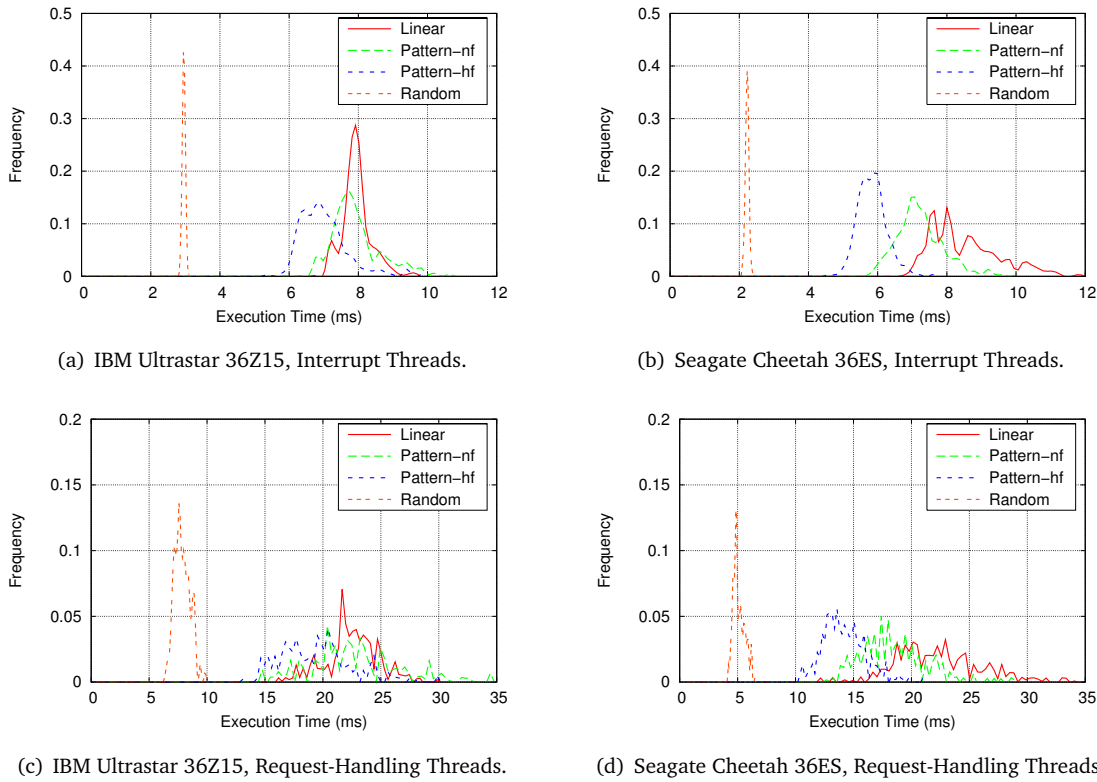 0.5
0.4
0.3
0.2
0.1
0
Frequency
0 2 4 6 8 10 12
Execution Time (ms)
Linear
Pattern-nf
Pattern-hf
Random
(a) IBM Ultrastar 36Z15, Interrupt Threads.
0.5
0.4
0.3
0.2
0.1
0
Frequency
0 2 4 6 8 10 12
Execution Time (ms)
Linear
Pattern-nf
Pattern-hf
Random
(b) Seagate Cheetah 36ES, Interrupt Threads.
0.2
0.15
0.1
0.05
0
Frequency
0 5 10 15 20 25 30 35
Execution Time (ms)
Linear
Pattern-nf
Pattern-hf
Random
(c) IBM Ultrastar 36Z15, Request-Handling Threads.
0.2
0.15
0.1
0.05
0
Frequency
0 5 10 15 20 25 30 35
Execution Time (ms)
Linear
Pattern-nf
Pattern-hf
Random
(d) Seagate Cheetah 36ES, Request-Handling Threads